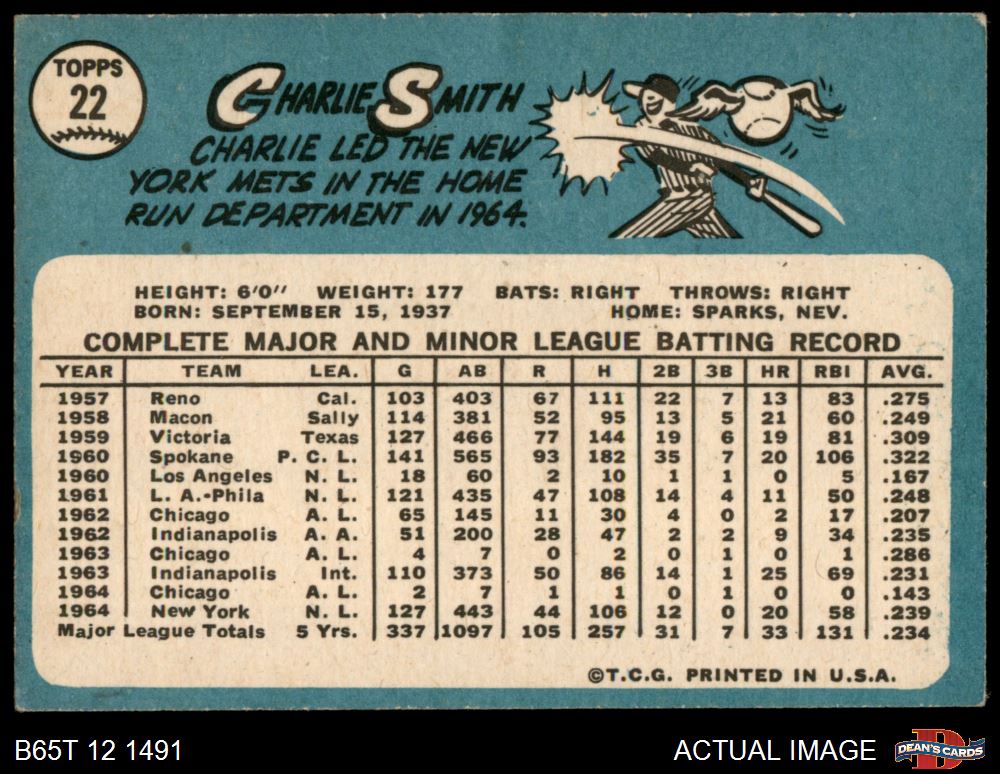 TOPPS
22
CHARLIE SMITH
CHARLIE LED THE NEW
YORK METS IN THE HOME
RUN DEPARTMENT IN 1964.
HEIGHT: 6'0" WEIGHT: 177 BATS: RIGHT THROWS: RIGHT
BORN: SEPTEMBER 15, 1937 HOME: SPARKS, NEV.
COMPLETE MAJOR AND MINOR LEAGUE BATTING RECORD
YEAR TEAM LEA. G AB R H 2B 3B HR RBI AVG.
1957 Reno Cal. 103 403 67 111 22 7 13 83 .275
1958 Macon Sally 114 381 52 95 13 5 21 60 .249
1959 Victoria Texas 127 466 77 144 19 6 19 81 .309
1960 Spokane P. C. L. 141 565 93 182 35 7 20 106 .322
1960 Los Angeles N. L. 18 60 2 10 1 1 0 5 .167
1961 L. A.-Phila N. L. 121 435 47 108 14 4 11 50 .248
1962 Chicago A. L. 65 145 11 30 4 0 2 17 .207
1962 Indianapolis A. A. 51 200 28 47 2 2 9 34 .235
1963 Chicago A. L. 4 7 0 2 0 1 0 1 .286
1963 Indianapolis Int. 110 373 50 86 14 1 25 69 .231
1964 Chicago A. L. 2 7 1 1 0 1 0 0 .143
1964 New York N. L. 127 443 44 106 12 0 20 58 .239
Major League Totals 5 Yrs. 337 1097 105 257 31 7 33 131 .234
©T.C.G. PRINTED IN U.S.A.
B65T 12 1491 ACTUAL IMAGE D DEAN'S CARDS